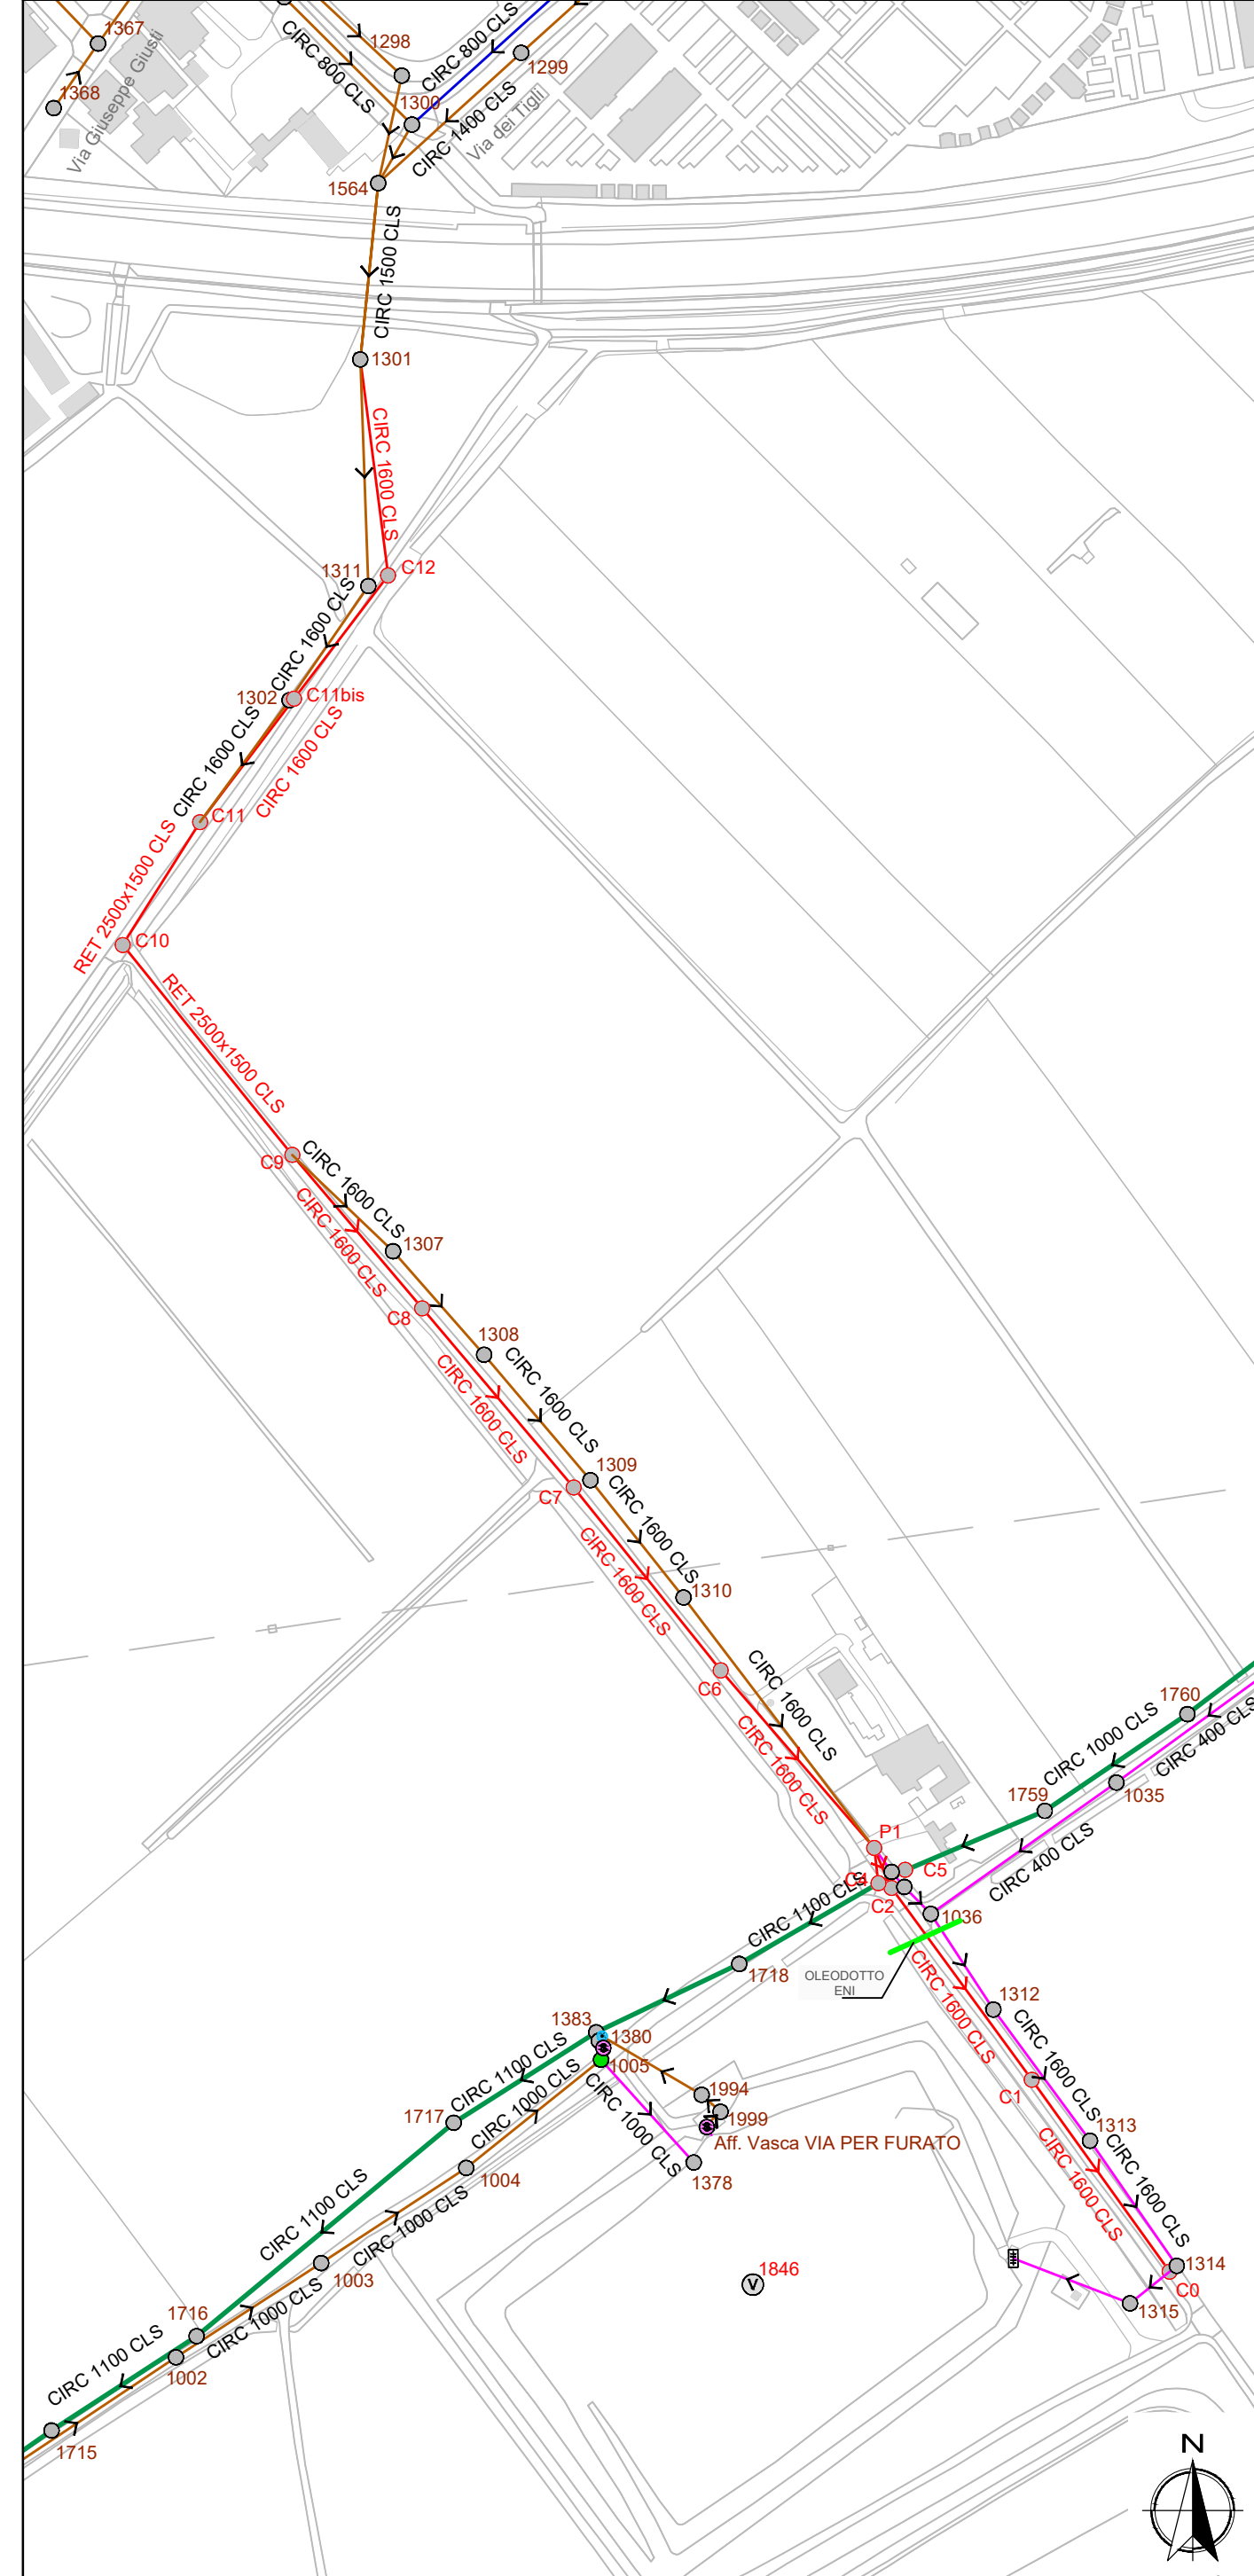 1367
1298
CIRC 800 CLS
CIRC 800 CLS
1299
1368
Via Giuseppe Giusti
1300
CIRC 1400 CLS
Via dei Tigli
1564
CIRC 1500 CLS
1301
CIRC 1600 CLS
C12
1311
CIRC 1600 CLS
1302
C11bis
CIRC 1600 CLS
CIRC 1600 CLS
C11
RET 2500x1500 CLS
C10
RET 2500x1500 CLS
C9
CIRC 1600 CLS
CIRC 1600 CLS
1307
C8
1308
CIRC 1600 CLS
CIRC 1600 CLS
1309
C7
CIRC 1600 CLS
CIRC 1600 CLS
1310
C6
CIRC 1600 CLS
CIRC 1600 CLS
1760
CIRC 1000 CLS
CIRC 400 CLS
1759
1035
P1
CIRC 400 CLS
C5
C4
C2
CIRC 1100 CLS
1036
1718
OLEODOTTO
ENI
CIRC 1600 CLS
1312
CIRC 1600 CLS
1383
1380
1005
CIRC 1100 CLS
CIRC 1000 CLS
CIRC 1000 CLS
1994
C1
1717
1999
1313
Aff. Vasca VIA PER FURATO
CIRC 1600 CLS
CIRC 1600 CLS
1004
1378
CIRC 1100 CLS
CIRC 1000 CLS
1003
1846
V
1314
C0
1315
1716
CIRC 1000 CLS
CIRC 1100 CLS
1002
1715
N